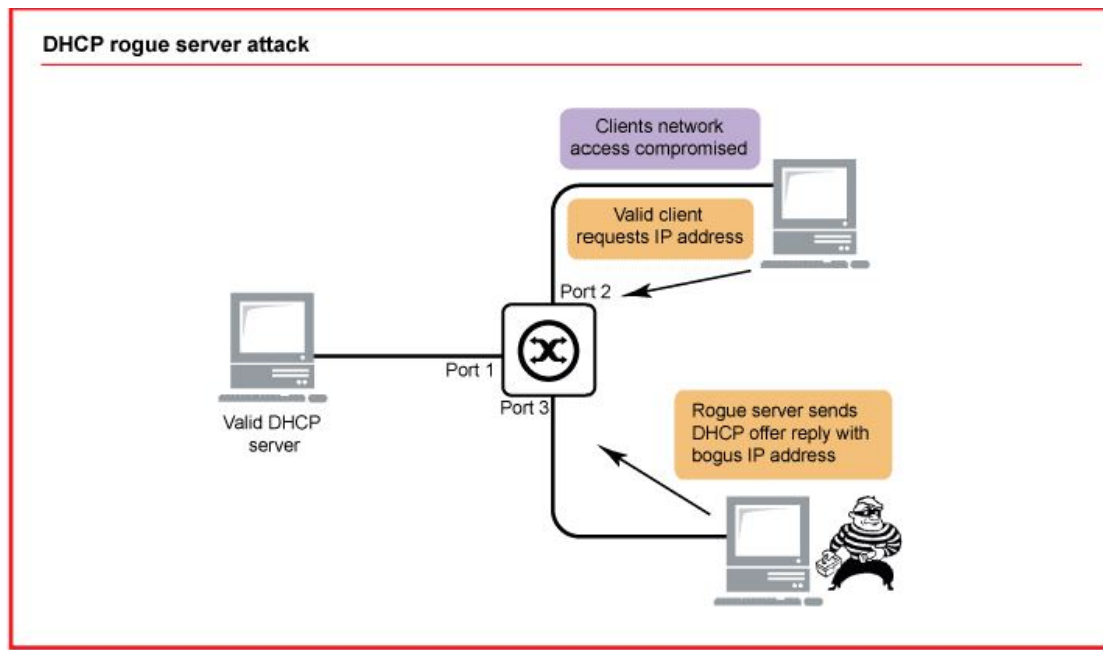 DHCP rogue server attack
Clients network
access compromised
Valid client
requests IP address
Port 2
Port 1
Port 3
Valid DHCP
server
Rogue server sends
DHCP offer reply with
bogus IP address